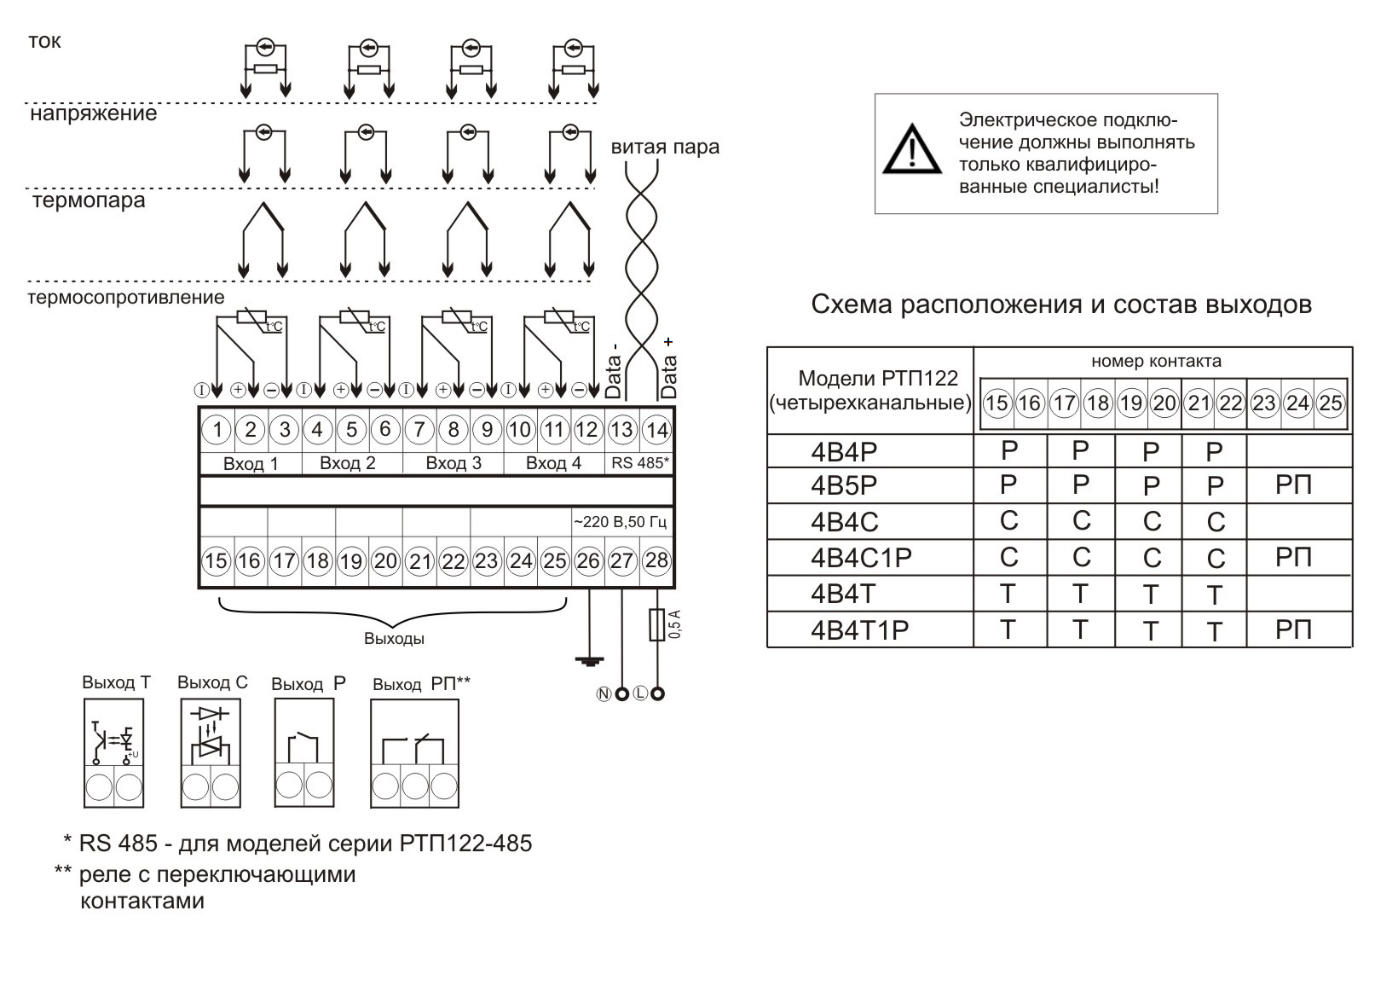 ток
напряжение
термопара
термосопротивление
витая пара
t°C t°C t°C t°C
Data -
Data +
I + - I + - I + - I + -
1 2 3 4 5 6 7 8 9 10 11 12 13 14
Вход 1 Вход 2 Вход 3 Вход 4 RS 485*
~220 В,50 Гц
15 16 17 18 19 20 21 22 23 24 25 26 27 28
Выходы
0,5 А
N L
Выход Т Выход С Выход Р Выход РП**
+U
* RS 485 - для моделей серии РТП122-485
** реле с переключающими
контактами
Электрическое подклю-
чение должны выполнять
только квалифициро-
ванные специалисты!
Схема расположения и состав выходов
Модели РТП122
(четырехканальные)
номер контакта
15 16 17 18 19 20 21 22 23 24 25
4В4Р Р Р Р Р
4В5Р Р Р Р Р РП
4В4С С С С С
4В4С1Р С С С С РП
4В4Т Т Т Т Т
4В4Т1Р Т Т Т Т РП